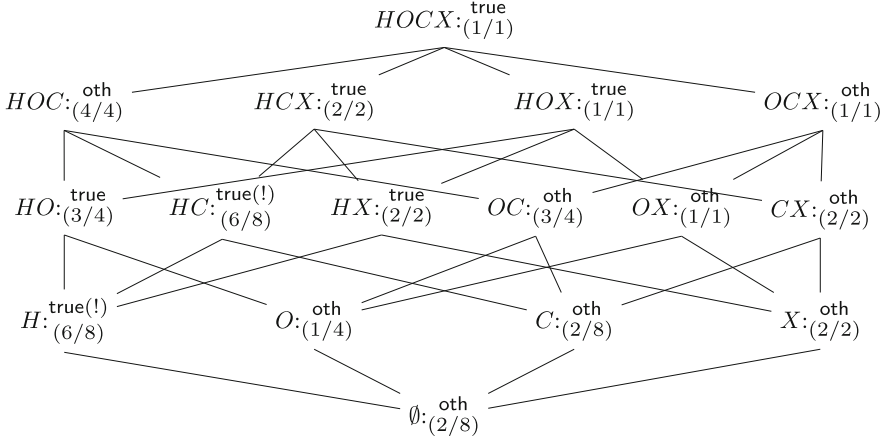 HOCX: true (1/1)
HOC: oth (4/4) HCX: true (2/2) HOX: true (1/1) OCX: oth (1/1)
HO: true (3/4) HC: true(!) (6/8) HX: true (2/2) OC: oth (3/4) OX: oth (1/1) CX: oth (2/2)
H: true(!) (6/8) O: oth (1/4) C: oth (2/8) X: oth (2/2)
∅: oth (2/8)